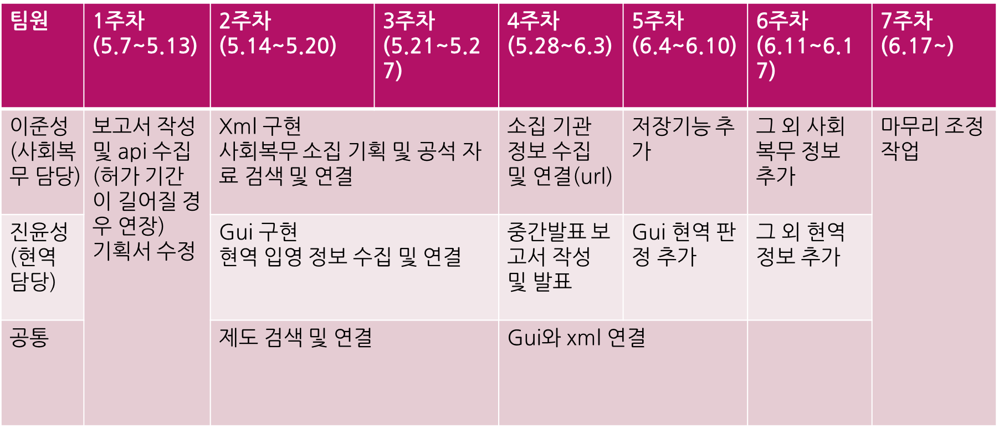 팀원
1주차
(5.7~5.13)
2주차
(5.14~5.20)
3주차
(5.21~5.2
7)
4주차
(5.28~6.3)
5주차
(6.4~6.10)
6주차
(6.11~6.1
7)
7주차
(6.17~)
이준성
(사회복
무 담당)
보고서 작성
및 api 수집
(허가 기간
이 길어질 경
우 연장)
기획서 수정
Xml 구현
사회복무 소집 기획 및 공석 자
료 검색 및 연결
소집 기관
정보 수집
및 연결(url)
저장기능 추
가
그 외 사회
복무 정보
추가
마무리 조정
작업
진윤성
(현역
담당)
Gui 구현
현역 입영 정보 수집 및 연결
중간발표 보
고서 작성
및 발표
Gui 현역 판
정 추가
그 외 현역
정보 추가
공통
제도 검색 및 연결
Gui와 xml 연결